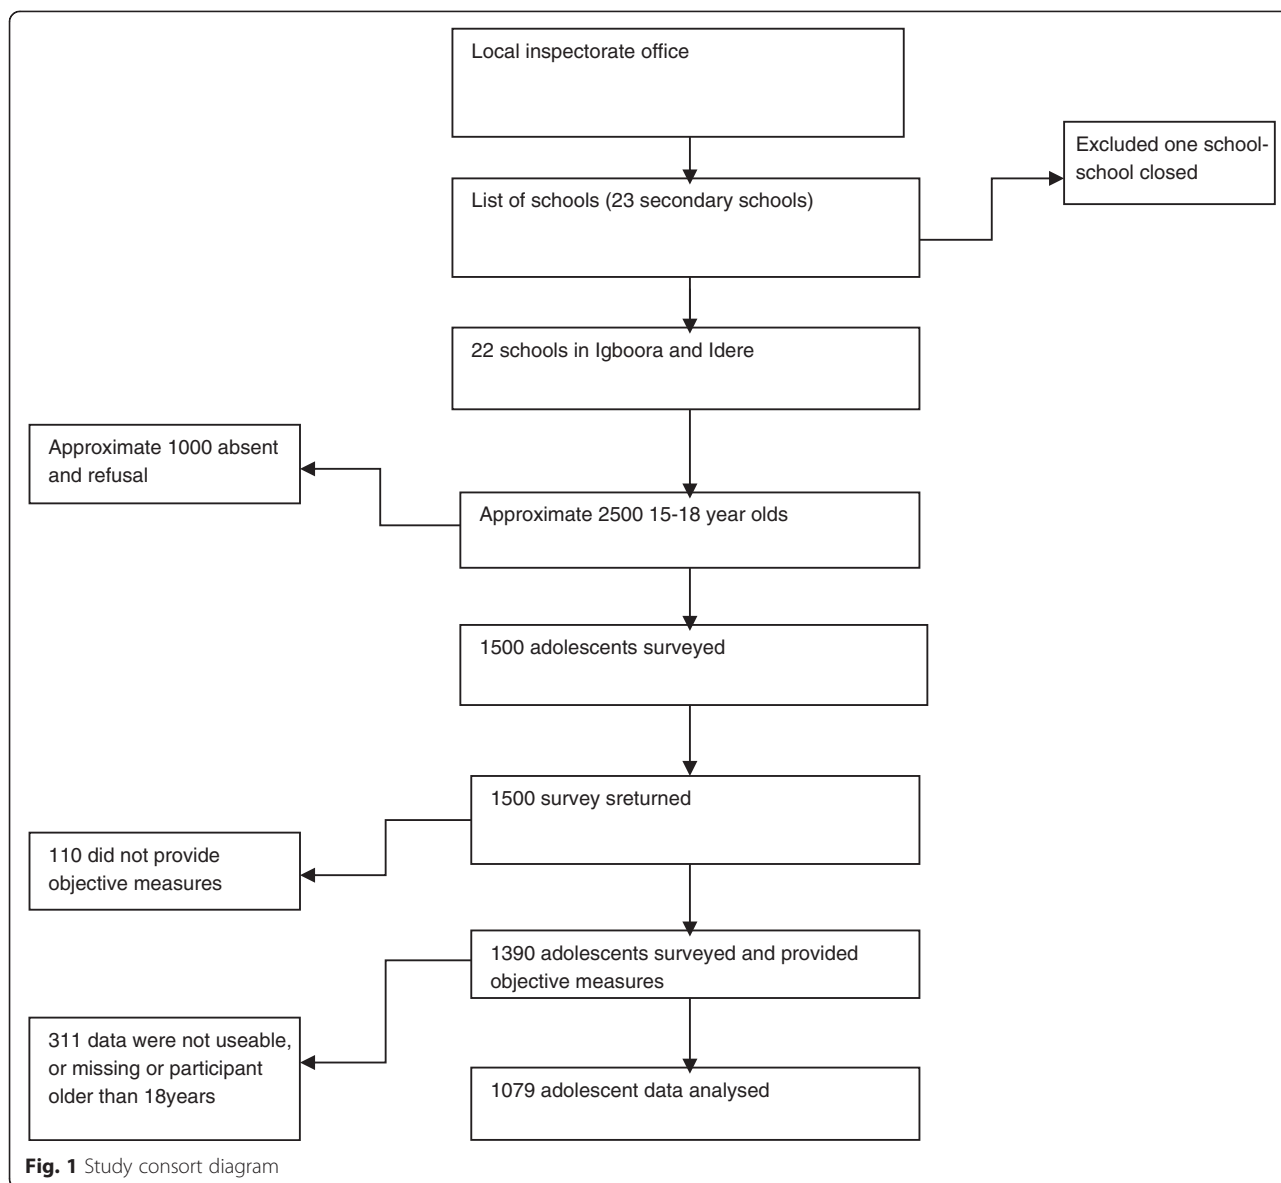 Local inspectorate office
Excluded one school-
school closed
List of schools (23 secondary schools)
22 schools in Igboora and Idere
Approximate 1000 absent
and refusal
Approximate 2500 15-18 year olds
1500 adolescents surveyed
1500 survey sreturned
110 did not provide
objective measures
1390 adolescents surveyed and provided
objective measures
311 data were not useable,
or missing or participant
older than 18years
1079 adolescent data analysed
Fig. 1 Study consort diagram